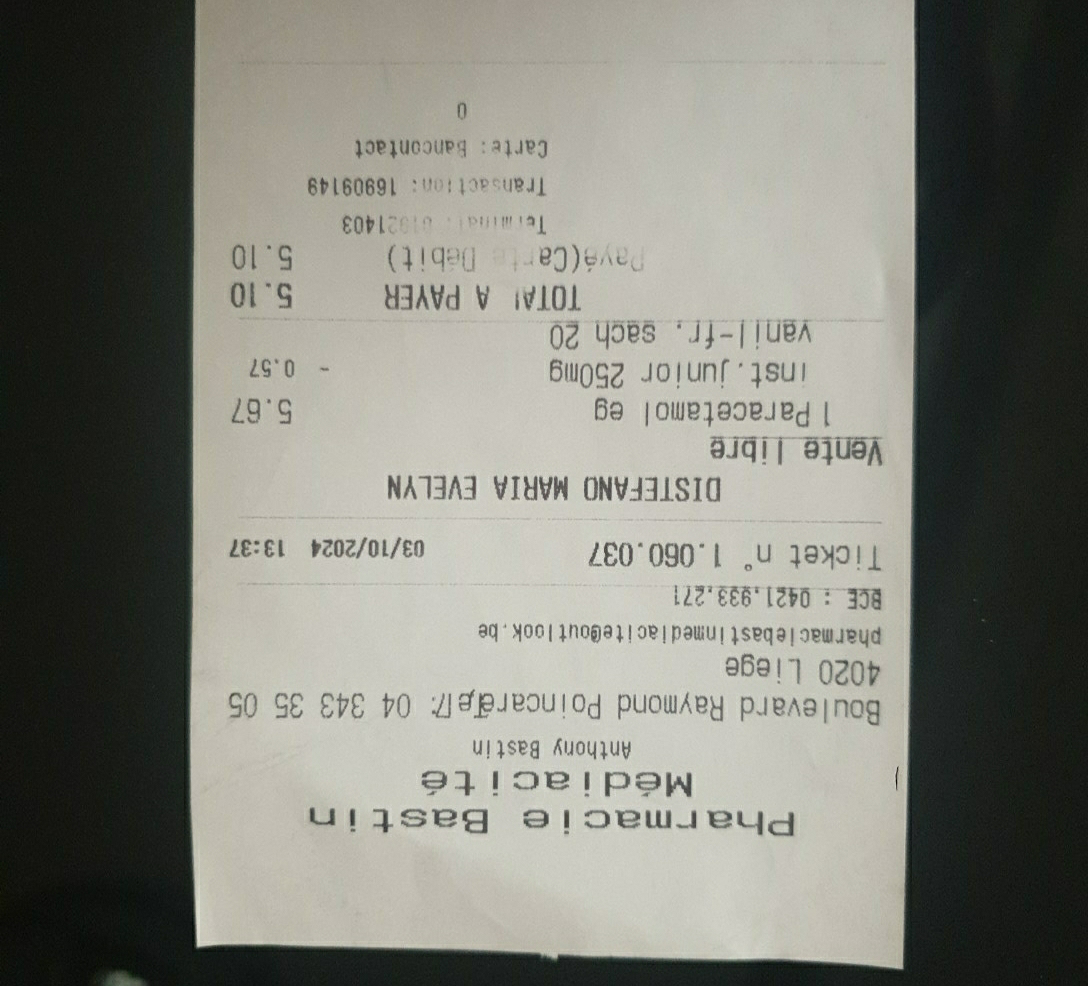 Pharmacie Bastin
Médiacité
Anthony Bastin
Boulevard Raymond Poincaré 04 343 35 05
4020 Liege
pharmaciebastinmediacite@outlook.be
BCE : 0421.933.271
Ticket n° 1.060.037 03/10/2024 13:37
DISTEFANO MARIA EVELYN
Vente libre
1 Paracetamol eg 5.67
inst.junior 250mg - 0.57
vanil-fr. sach 20
TOTAL A PAYER 5.10
Payé(Carte Débit) 5.10
Terminal:
Transaction: 16909149
Carte: Bancontact
0